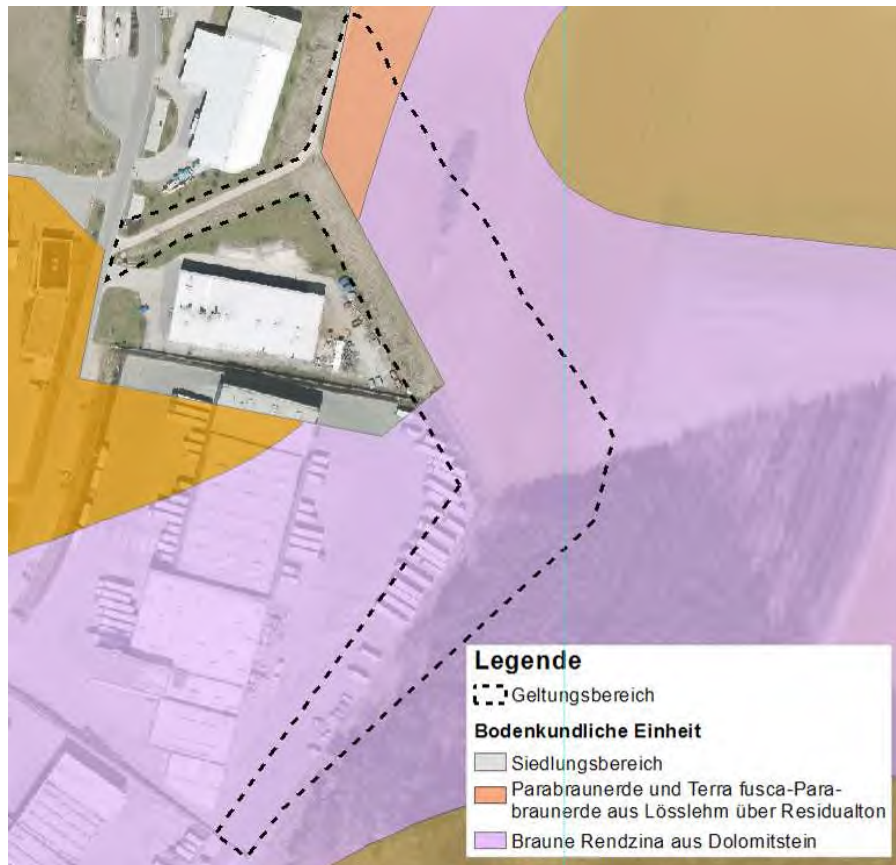 Legende
Geltungsbereich
Bodenkundliche Einheit
Siedlungsbereich
Parabraunerde und Terra fusca-Para-
braunerde aus Lösslehm über Residualton
Braune Rendzina aus Dolomitstein